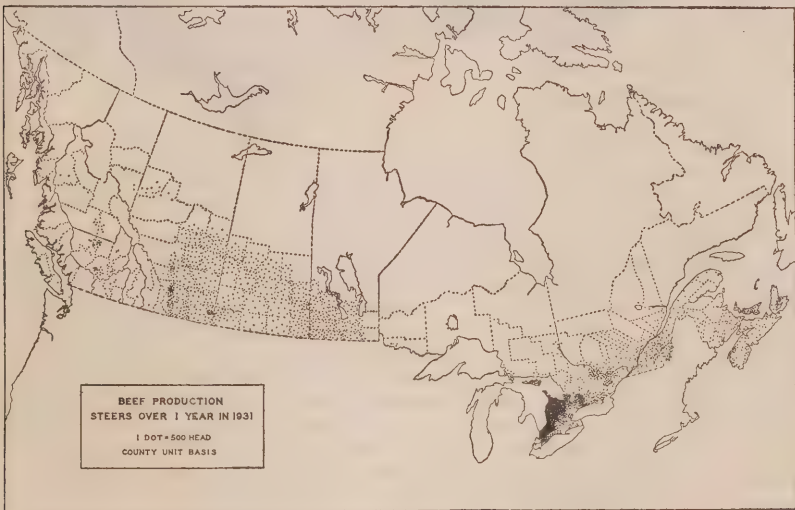 BEEF PRODUCTION
STEERS OVER 1 YEAR IN 1931
1 DOT = 500 HEAD
COUNTY UNIT BASIS